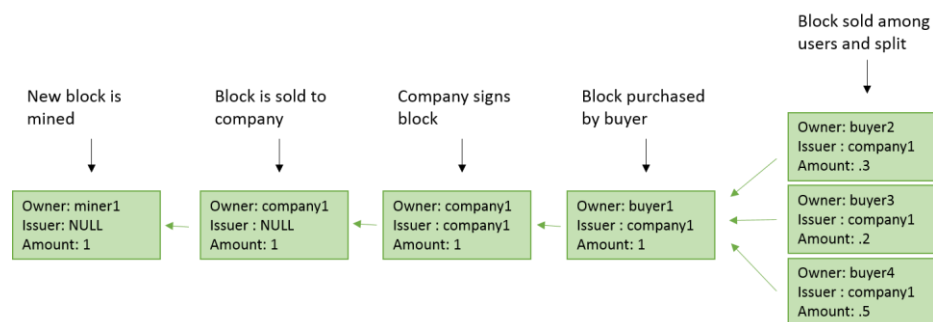 Block sold among
users and split
New block is
mined
Block is sold to
company
Company signs
block
Block purchased
by buyer
Owner: miner1
Issuer: NULL
Amount: 1
Owner: company1
Issuer : NULL
Amount: 1
Owner: company1
Issuer : company1
Amount: 1
Owner: buyer1
Issuer : company1
Amount: 1
Owner: buyer2
Issuer : company1
Amount: .3
Owner: buyer3
Issuer : company1
Amount: .2
Owner: buyer4
Issuer : company1
Amount: .5